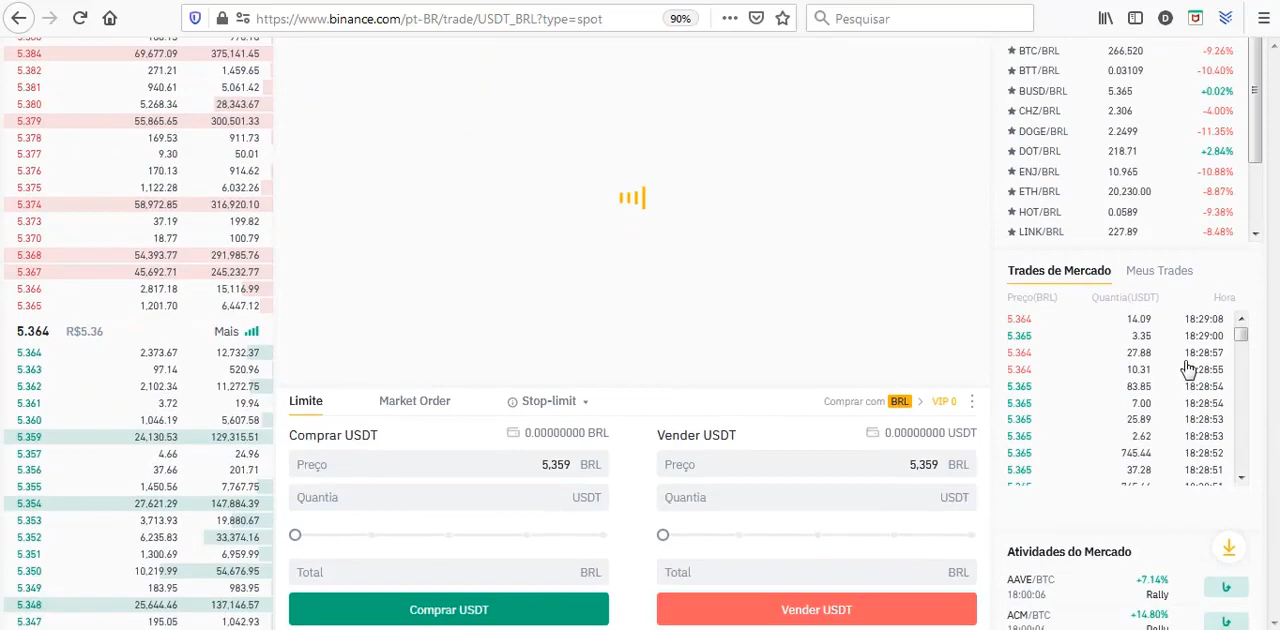 https://www.binance.com/pt-BR/trade/USDT_BRL?type=spot 90% Pesquisar
5.384 69,677.09 375,141.45
5.382 271.21 1,459.65
5.381 940.61 5,061.42
5.380 5,268.34 28,343.67
5.379 55,865.65 300,501.33
5.378 169.53 911.73
5.377 9.30 50.01
5.376 170.13 914.62
5.375 1,122.28 6,032.26
5.374 58,972.85 316,920.10
5.373 37.19 199.82
5.370 18.77 100.79
5.368 54,393.77 291,985.76
5.367 45,692.71 245,232.77
5.366 2,817.18 15,116.99
5.365 1,201.70 6,447.12
5.364 R$5.36 Mais
5.364 2,373.67 12,732.37
5.363 97.14 520.96
5.362 2,102.34 11,272.75
5.361 3.72 19.94
5.360 1,046.19 5,607.58
5.359 24,130.53 129,315.51
5.357 4.66 24.96
5.356 37.66 201.71
5.355 1,450.56 7,767.75
5.354 27,621.29 147,884.39
5.353 3,713.93 19,880.67
5.352 6,235.83 33,374.16
5.351 1,300.69 6,959.99
5.350 10,219.99 54,676.95
5.349 183.95 983.95
5.348 25,644.46 137,146.57
5.347 195.05 1,042.93
Limite Market Order Stop-limit Comprar com BRL > VIP 0
Comprar USDT 0.00000000 BRL
Preço 5,359 BRL
Quantia USDT
Total BRL
Comprar USDT
Vender USDT 0.00000000 USDT
Preço 5,359 BRL
Quantia USDT
Total BRL
Vender USDT
BTC/BRL 266,520 -9.26%
BTT/BRL 0.03109 -10.40%
BUSD/BRL 5.365 +0.02%
CHZ/BRL 2.306 -4.00%
DOGE/BRL 2.2499 -11.35%
DOT/BRL 218.71 +2.84%
ENJ/BRL 10.965 -10.88%
ETH/BRL 20,230.00 -8.87%
HOT/BRL 0.0589 -9.38%
LINK/BRL 227.89 -8.48%
Trades de Mercado Meus Trades
Preço(BRL) Quantia(USDT) Hora
5.364 14.09 18:29:08
5.365 3.35 18:29:00
5.364 27.88 18:28:57
5.364 10.31 :28:55
5.365 83.85 18:28:54
5.365 7.00 18:28:54
5.365 25.89 18:28:53
5.365 2.62 18:28:53
5.365 745.44 18:28:52
5.365 37.28 18:28:51
Atividades do Mercado
AAVE/BTC +7.14%
18:00:06 Rally
ACM/BTC +14.80%
18:00:06 Rally